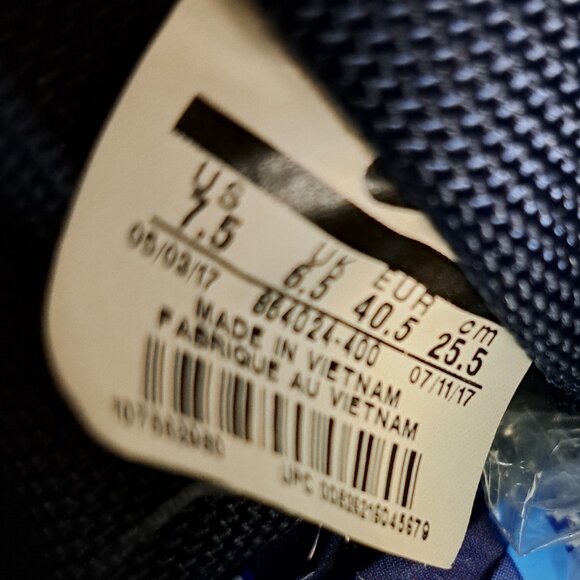 US UK EUR cm
7.5 6.5 40.5 25.5
05/03/17 864024-400 07/11/17
MADE IN VIETNAM
FABRIQUE AU VIETNAM
UPC